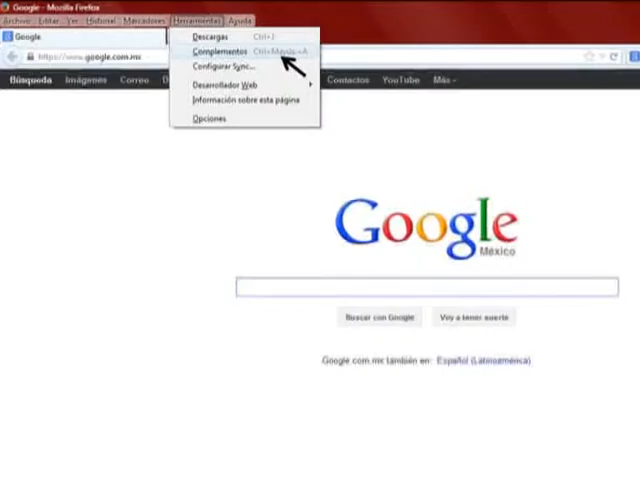 Google - Mozilla Firefox
Archivo Editar Ver Historial Marcadores Herramientas Ayuda
Google
Descargas Ctrl+J
Complementos Ctrl+Mayús.+A
Configurar Sync...
Desarrollador Web
Información sobre esta página
Opciones
https://www.google.com.mx
Búsqueda Imágenes Correo Contactos YouTube Más
Google
México
Buscar con Google Voy a tener suerte
Google.com.mx también en: Español (Latinoamérica)